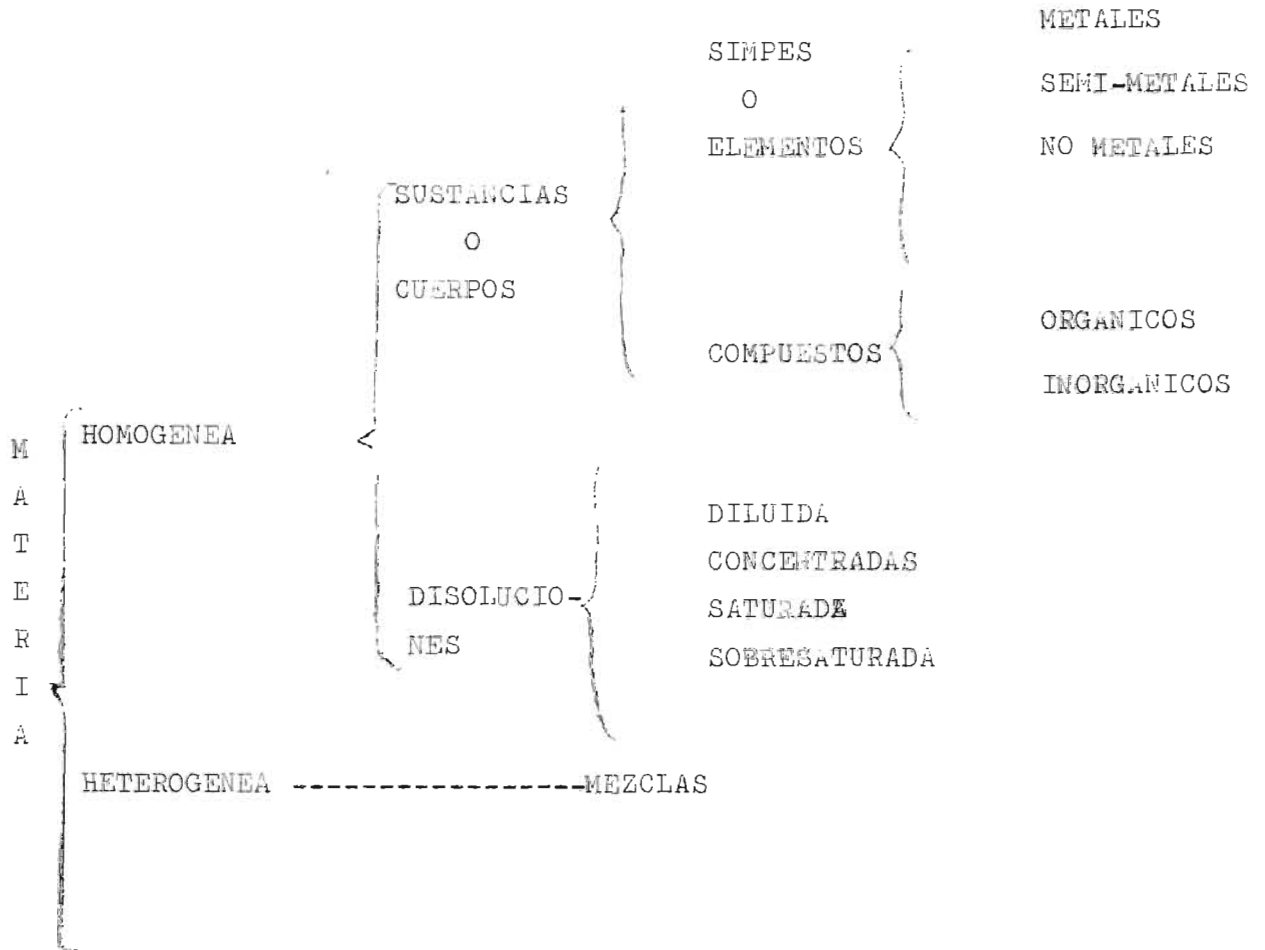 METALES
SIMPES
SEMI-METALES
O
ELEMENTOS
NO METALES
SUSTANCIAS
O
CUERPOS
ORGANICOS
COMPUESTOS
INORGANICOS
HOMOGENEA
MATERIA
DILUIDA
CONCENTRADAS
DISOLUCIO-
SATURADA
NES
SOBRESATURADA
HETEROGENEA -----------------MEZCLAS